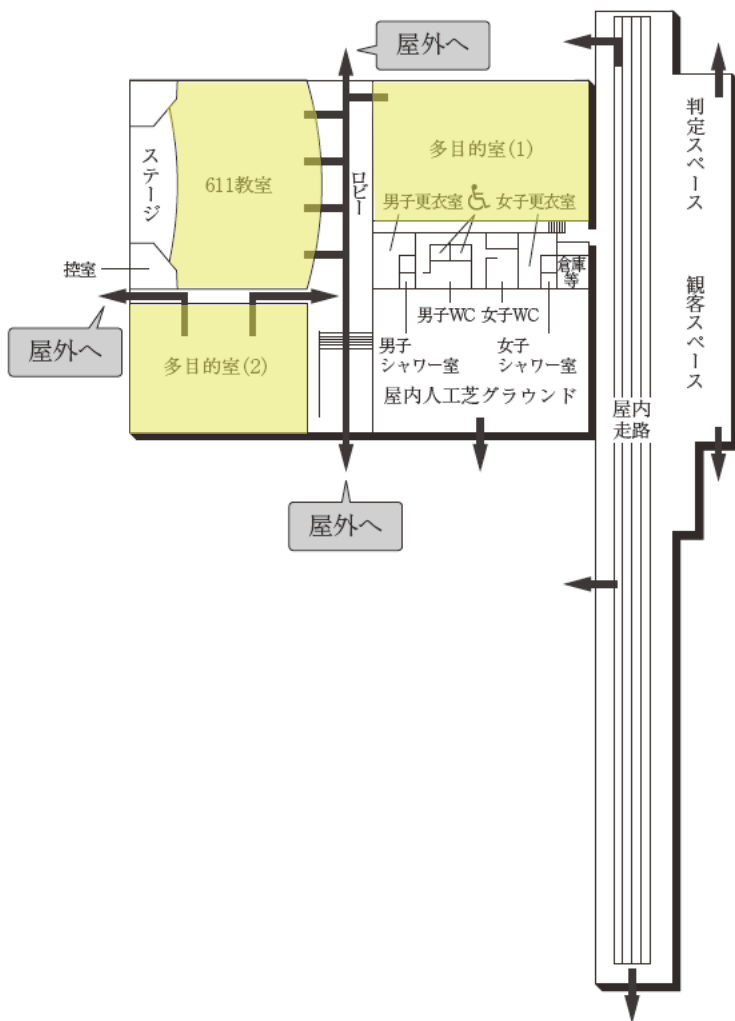 屋外へ
判定スペース
多目的室(1)
ステージ
611教室
ロビー
男子更衣室
女子更衣室
控室
倉庫
等
観客スペース
男子WC
女子WC
屋外へ
男子
シャワー室
女子
シャワー室
多目的室(2)
屋内人工芝グラウンド
屋内
走路
屋外へ